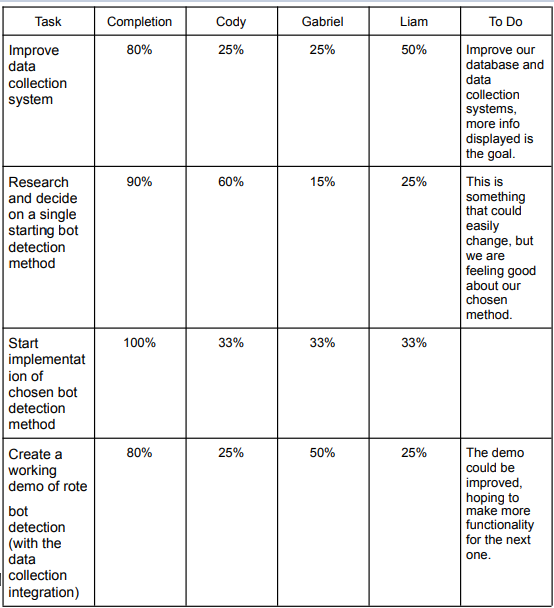 Task Completion Cody Gabriel Liam To Do
Improve
data
collection
system
80% 25% 25% 50%
Improve our
database and
data
collection
systems,
more info
displayed is
the goal.
Research
and decide
on a single
starting bot
detection
method
90% 60% 15% 25%
This is
something
that could
easily
change, but
we are
feeling good
about our
chosen
method.
Start
implementat
ion of
chosen bot
detection
method
100% 33% 33% 33%
Create a
working
demo of rote
bot
detection
(with the
data
collection
integration)
80% 25% 50% 25%
The demo
could be
improved,
hoping to
make more
functionality
for the next
one.